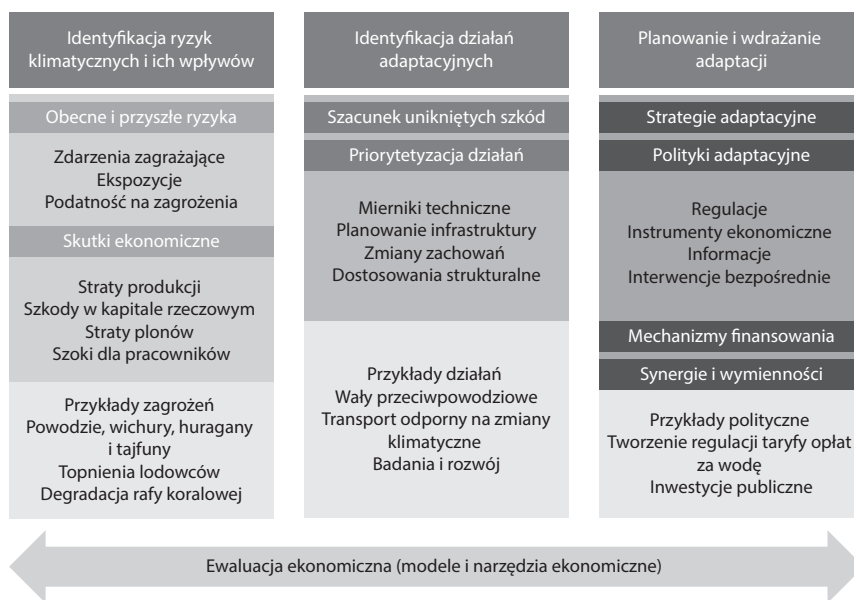 Identyfikacja ryzyk
klimatycznych i ich wpływów
Obecne i przyszłe ryzyka
Zdarzenia zagrażające
Ekspozycje
Podatność na zagrożenia
Skutki ekonomiczne
Straty produkcji
Szkody w kapitale rzeczowym
Straty plonów
Szoki dla pracowników
Przykłady zagrożeń
Powodzie, wichury, huragany
i tajfuny
Topnienia lodowców
Degradacja rafy koralowej
Identyfikacja działań
adaptacyjnych
Szacunek unikniętych szkód
Priorytetyzacja działań
Mierniki techniczne
Planowanie infrastruktury
Zmiany zachowań
Dostosowania strukturalne
Przykłady działań
Wały przeciwpowodziowe
Transport odporny na zmiany
klimatyczne
Badania i rozwój
Planowanie i wdrażanie
adaptacji
Strategie adaptacyjne
Polityki adaptacyjne
Regulacje
Instrumenty ekonomiczne
Informacje
Interwencje bezpośrednie
Mechanizmy finansowania
Synergie i wymienności
Przykłady polityczne
Tworzenie regulacji taryfy opłat
za wodę
Inwestycje publiczne
Ewaluacja ekonomiczna (modele i narzędzia ekonomiczne)